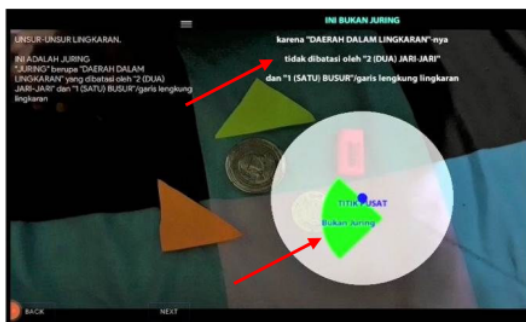 INI BUKAN JURING
UNSUR-UNSUR LINGKARAN.
INI ADALAH JURING
"JURING" berupa "DAERAH DALAM
LINGKARAN" yang dibatasi oleh "2 (DUA)
JARI-JARI" dan "1 (SATU) BUSUR"/garis lengkung
lingkaran
karena "DAERAH DALAM LINGKARAN"-nya
tidak dibatasi oleh "2 (DUA) JARI-JARI"
dan "1 (SATU) BUSUR"/garis lengkung lingkaran
TITIK PUSAT
Bukan Juring
BACK
NEXT